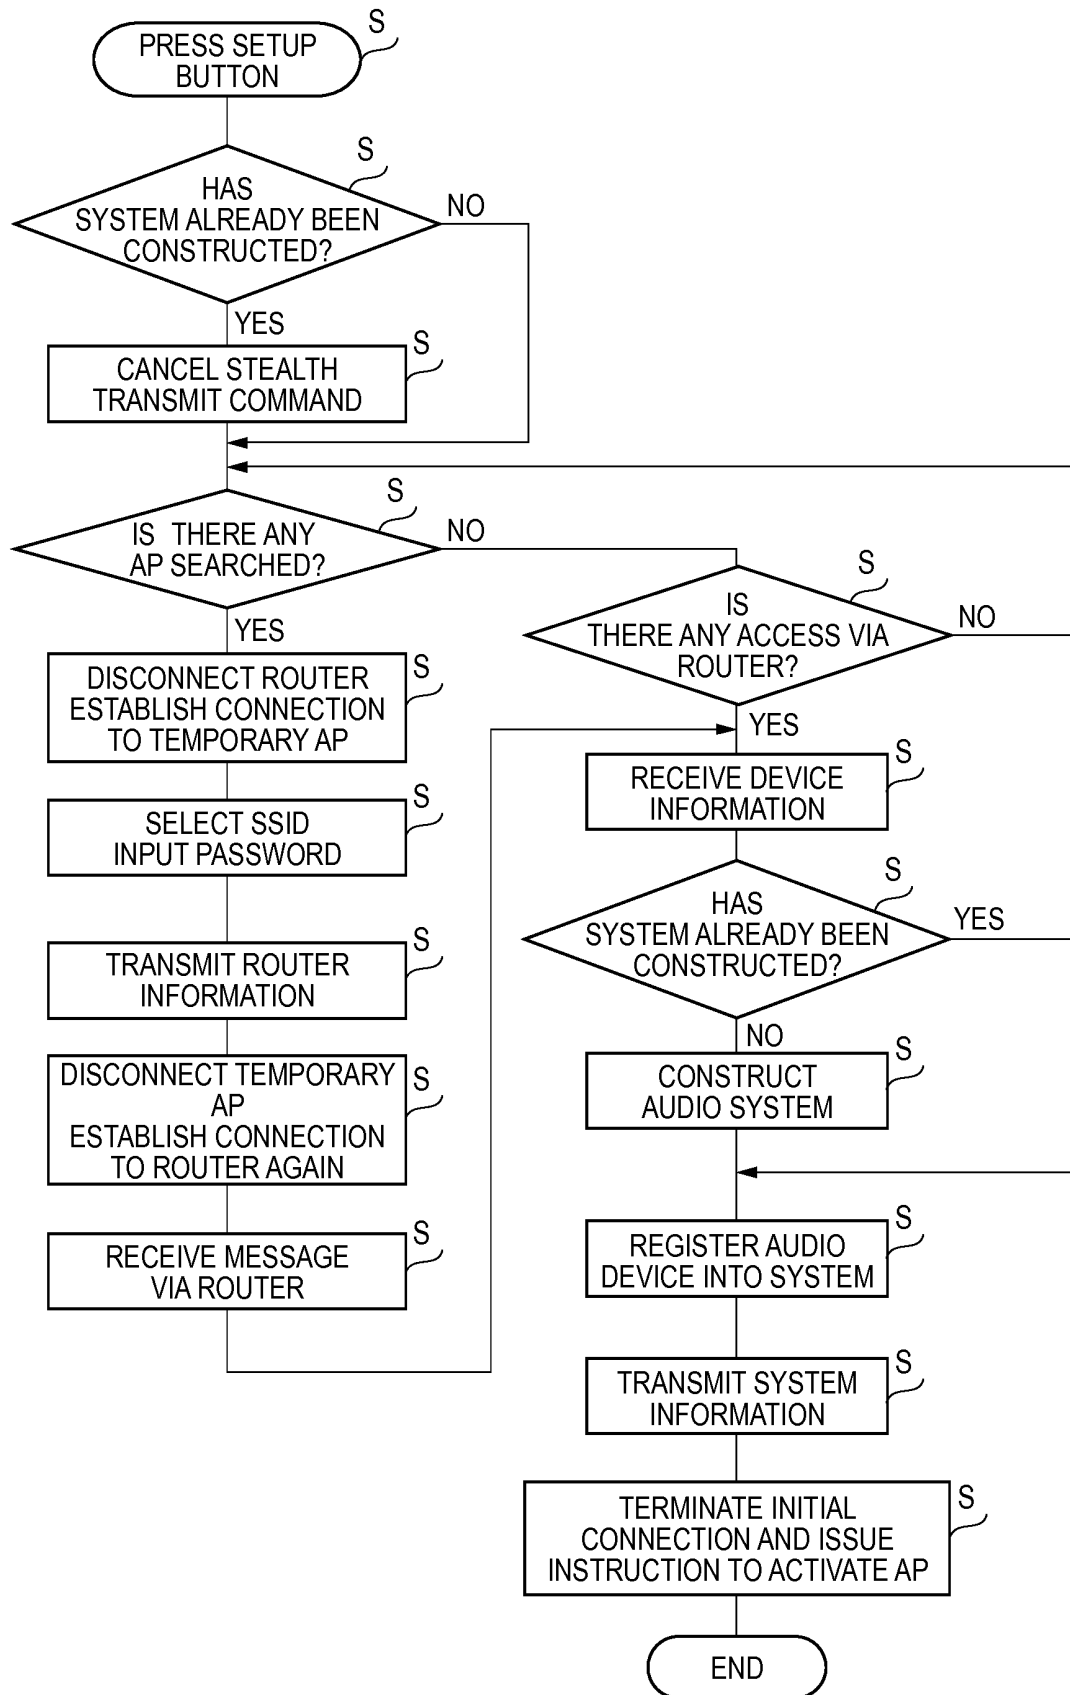 S
PRESS SETUP
BUTTON
S
HAS
SYSTEM ALREADY BEEN
CONSTRUCTED?
NO
YES
S
CANCEL STEALTH
TRANSMIT COMMAND
S
IS THERE ANY
AP SEARCHED?
NO
YES
S
DISCONNECT ROUTER
ESTABLISH CONNECTION
TO TEMPORARY AP
S
SELECT SSID
INPUT PASSWORD
S
TRANSMIT ROUTER
INFORMATION
S
DISCONNECT TEMPORARY
AP
ESTABLISH CONNECTION
TO ROUTER AGAIN
S
RECEIVE MESSAGE
VIA ROUTER
S
IS
THERE ANY ACCESS VIA
ROUTER?
NO
YES
S
RECEIVE DEVICE
INFORMATION
S
HAS
SYSTEM ALREADY BEEN
CONSTRUCTED?
YES
NO
S
CONSTRUCT
AUDIO SYSTEM
S
REGISTER AUDIO
DEVICE INTO SYSTEM
S
TRANSMIT SYSTEM
INFORMATION
S
TERMINATE INITIAL
CONNECTION AND ISSUE
INSTRUCTION TO ACTIVATE AP
END